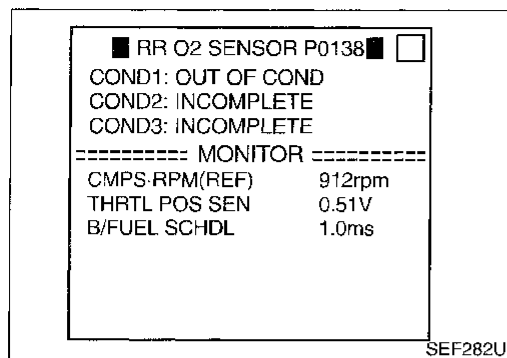 RR O2 SENSOR P0138
COND1: OUT OF COND
COND2: INCOMPLETE
COND3: INCOMPLETE
========== MONITOR ==========
CMPS·RPM(REF) 912rpm
THRTL POS SEN 0.51V
B/FUEL SCHDL 1.0ms
SEF282U